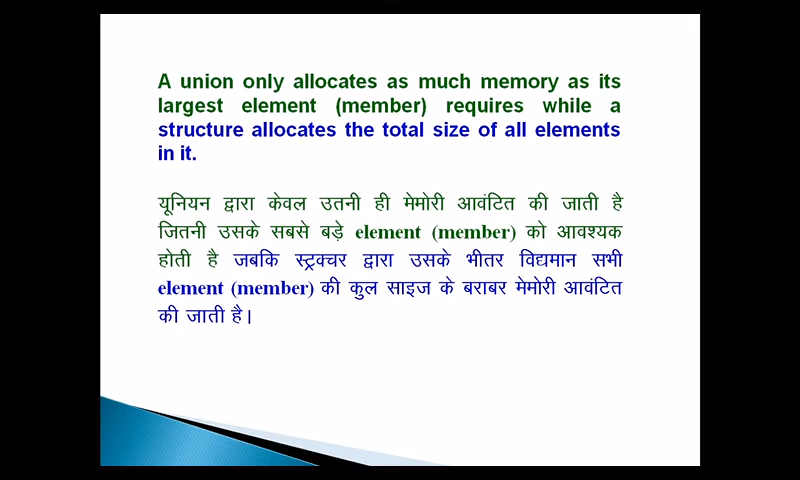 A union only allocates as much memory as its
largest element (member) requires while a
structure allocates the total size of all elements
in it.
यूनियन द्वारा केवल उतनी ही मेमोरी आवंटित की जाती है
जितनी उसके सबसे बड़े element (member) को आवश्यक
होती है जबकि स्ट्रक्चर द्वारा उसके भीतर विद्यमान सभी
element (member) की कुल साइज के बराबर मेमोरी आवंटित
की जाती है।